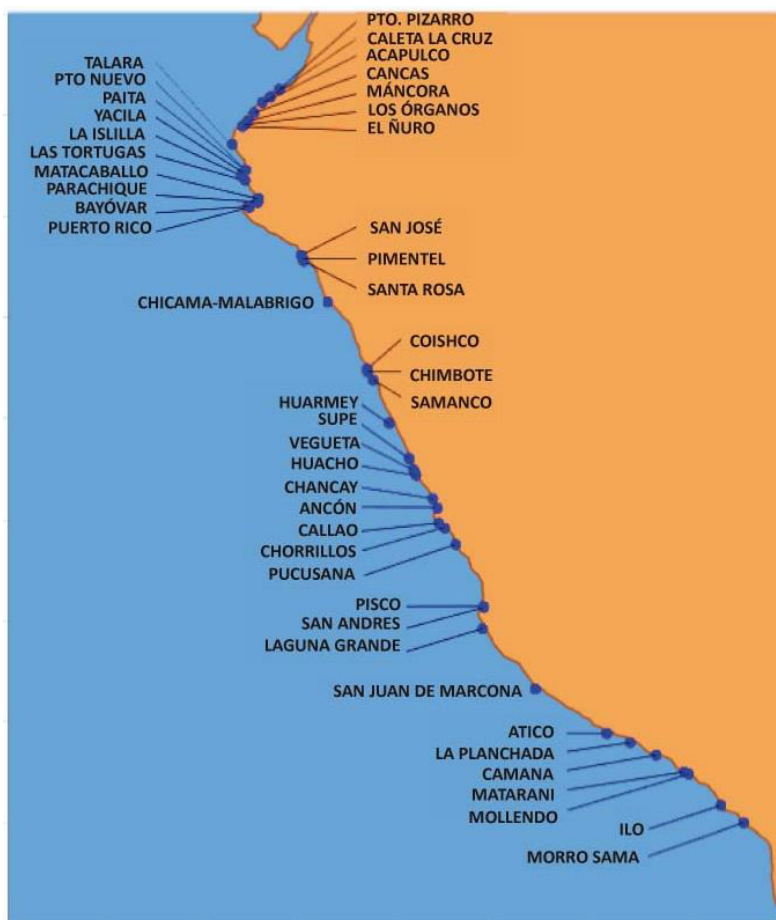 PTO. PIZARRO
CALETA LA CRUZ
ACAPULCO
CANCAS
MÁNCORA
LOS ÓRGANOS
EL ÑURO
TALARA
PTO NUEVO
PAITA
YACILA
LA ISLILLA
LAS TORTUGAS
MATACABALLO
PARACHIQUE
BAYÓVAR
PUERTO RICO
SAN JOSÉ
PIMENTEL
SANTA ROSA
CHICAMA-MALABRIGO
COISHCO
CHIMBOTE
SAMANCO
HUARMEY
SUPE
VEGUETA
HUACHO
CHANCAY
ANCÓN
CALLAO
CHORRILLOS
PUCUSANA
PISCO
SAN ANDRES
LAGUNA GRANDE
SAN JUAN DE MARCONA
ATICO
LA PLANCHADA
CAMANA
MATARANI
MOLLENDO
ILO
MORRO SAMA